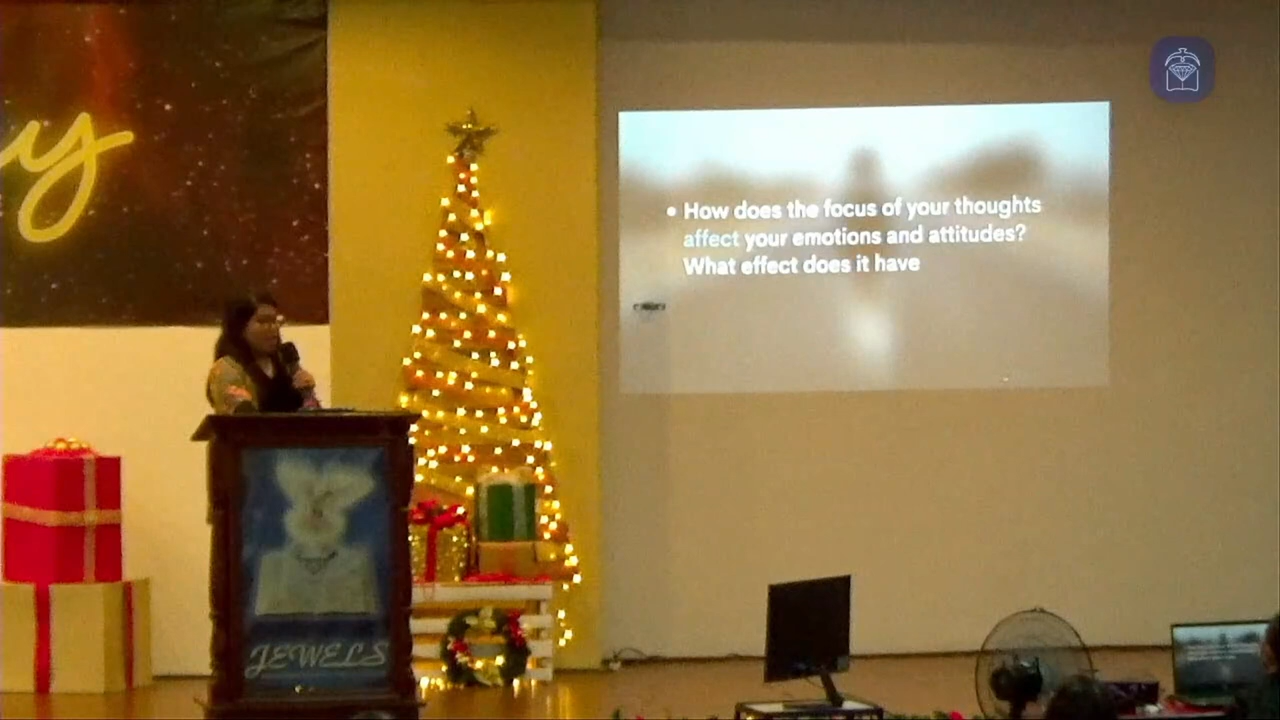 y
• How does the focus of your thoughts
affect your emotions and attitudes?
What effect does it have
JEWELS